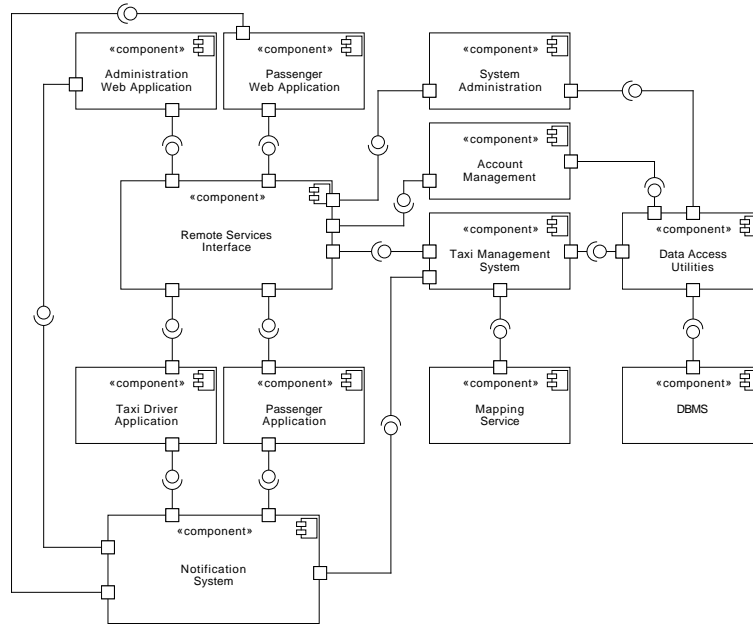 «component»
Administration
Web Application
«component»
Passenger
Web Application
«component»
System
Administration
«component»
Account
Management
«component»
Remote Services
Interface
«component»
Taxi Management
System
«component»
Data Access
Utilities
«component»
Taxi Driver
Application
«component»
Passenger
Application
«component»
Mapping
Service
«component»
DBMS
«component»
Notification
System